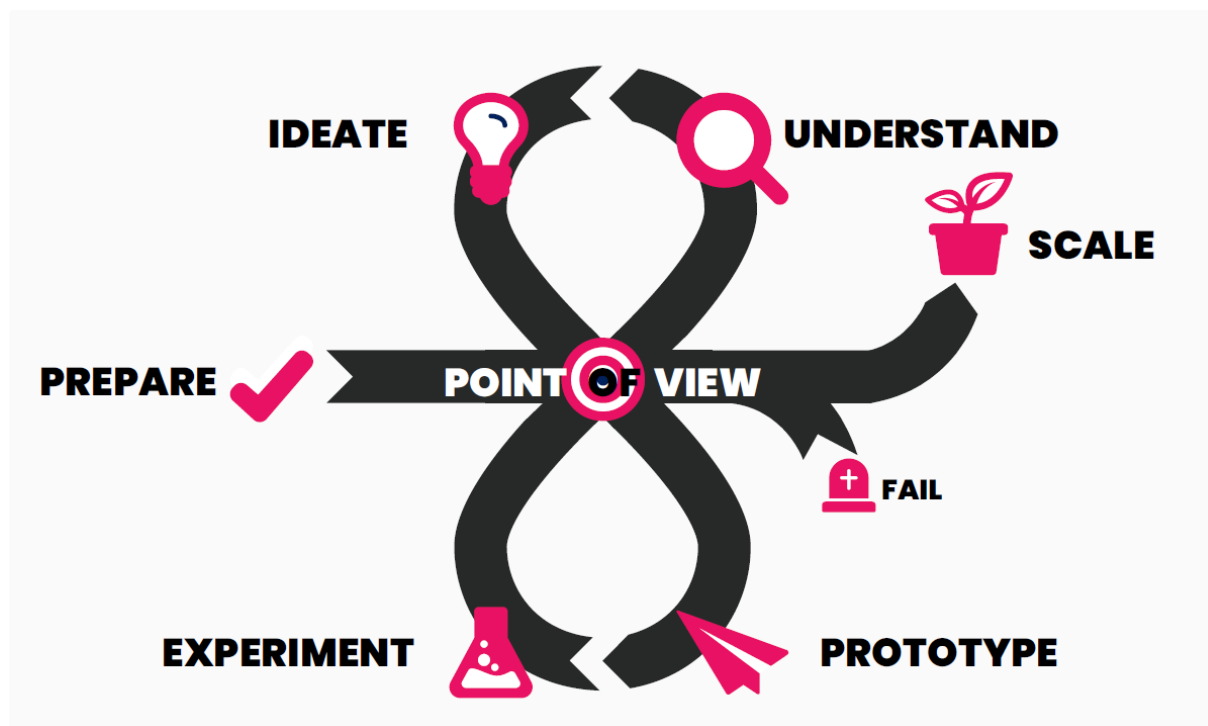 IDEATE
UNDERSTAND
SCALE
PREPARE
POINT OF VIEW
FAIL
EXPERIMENT
PROTOTYPE